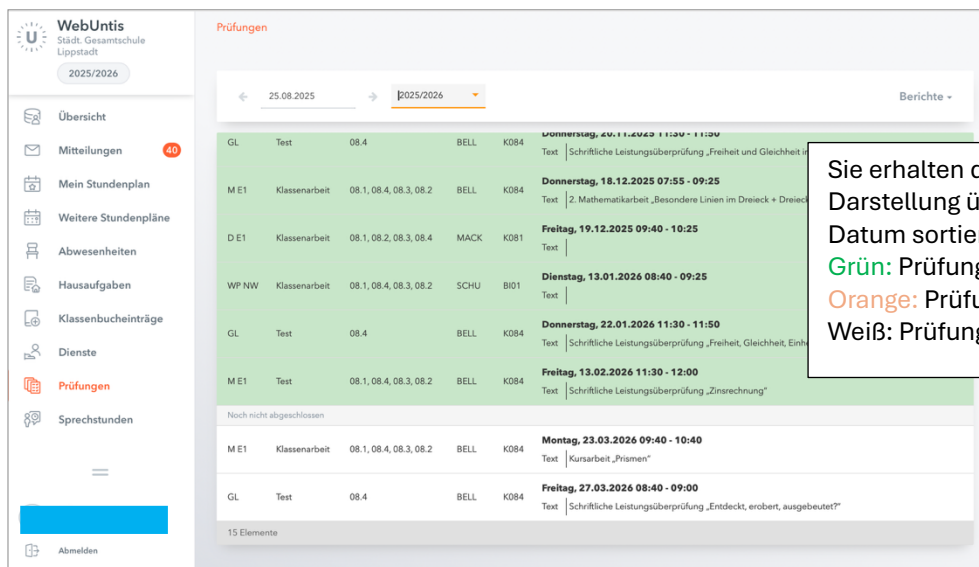 WebUntis
Städt. Gesamtschule
Lippstadt
2025/2026
Übersicht
Mitteilungen 40
Mein Stundenplan
Weitere Stundenpläne
Abwesenheiten
Hausaufgaben
Klassenbucheinträge
Dienste
Prüfungen
Sprechstunden
Abmelden
Prüfungen
25.08.2025 2025/2026 Berichte
GL Test 08.4 BELL K084 Donnerstag, 20.11.2025 11:30 - 11:50
Text Schriftliche Leistungsüberprüfung „Freiheit und Gleichheit
M E1 Klassenarbeit 08.1, 08.4, 08.3, 08.2 BELL K084 Donnerstag, 18.12.2025 07:55 - 09:25
Text 2. Mathematikarbeit „Besondere Linien im Dreieck + Dreieck
D E1 Klassenarbeit 08.1, 08.2, 08.3, 08.4 MACK K081 Freitag, 19.12.2025 09:40 - 10:25
Text
WP NW Klassenarbeit 08.1, 08.4, 08.3, 08.2 SCHU BI01 Dienstag, 13.01.2026 08:40 - 09:25
Text
GL Test 08.4 BELL K084 Donnerstag, 22.01.2026 11:30 - 11:50
Text Schriftliche Leistungsüberprüfung „Freiheit, Gleichheit,
M E1 Test 08.1, 08.4, 08.3, 08.2 BELL K084 Freitag, 13.02.2026 11:30 - 12:00
Text Schriftliche Leistungsüberprüfung „Zinsrechnung"
Noch nicht abgeschlossen
M E1 Klassenarbeit 08.1, 08.4, 08.3, 08.2 BELL K084 Montag, 23.03.2026 09:40 - 10:40
Text Kursarbeit „Prismen"
GL Test 08.4 BELL K084 Freitag, 27.03.2026 08:40 - 09:00
Text Schriftliche Leistungsüberprüfung „Entdeckt, erobert, ausgebeutet?"
15 Elemente
Sie erhalten
Darstellung
Datum
Grün:
Orange:
Weiß: